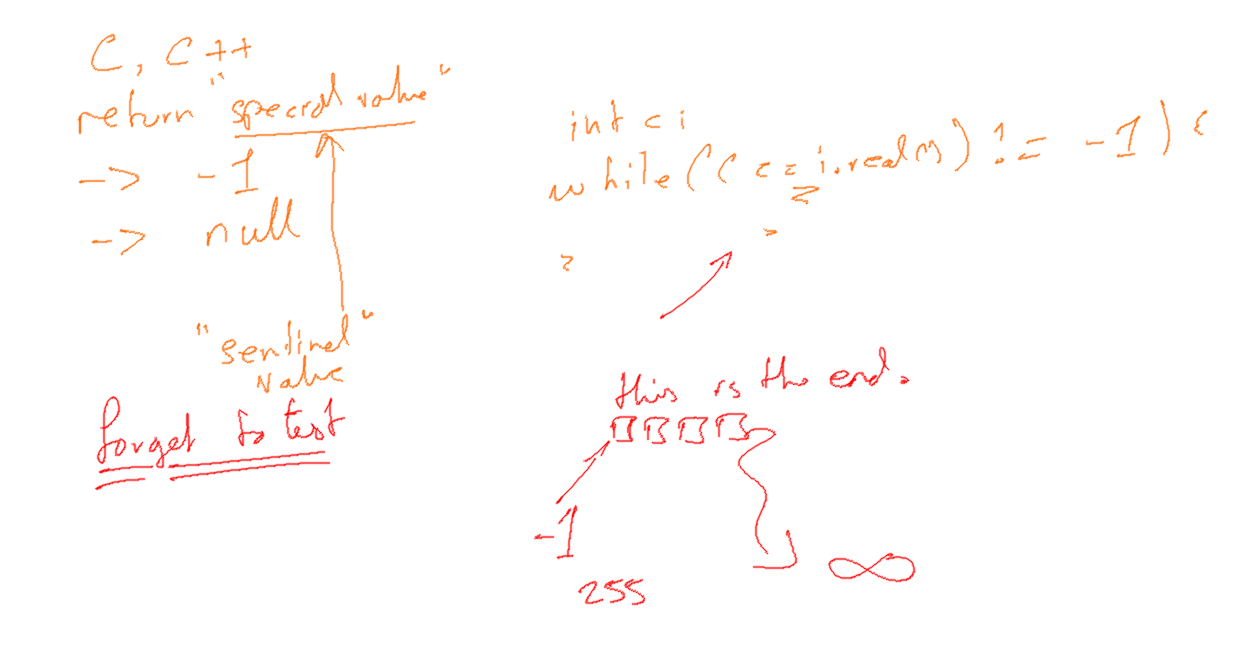 C, C++
return "special value"
-> -1
-> null
"sentinel"
value
forget to test
int c;
while ((c = i.read()) != -1) {
}
this is the end.
-1
255
∞